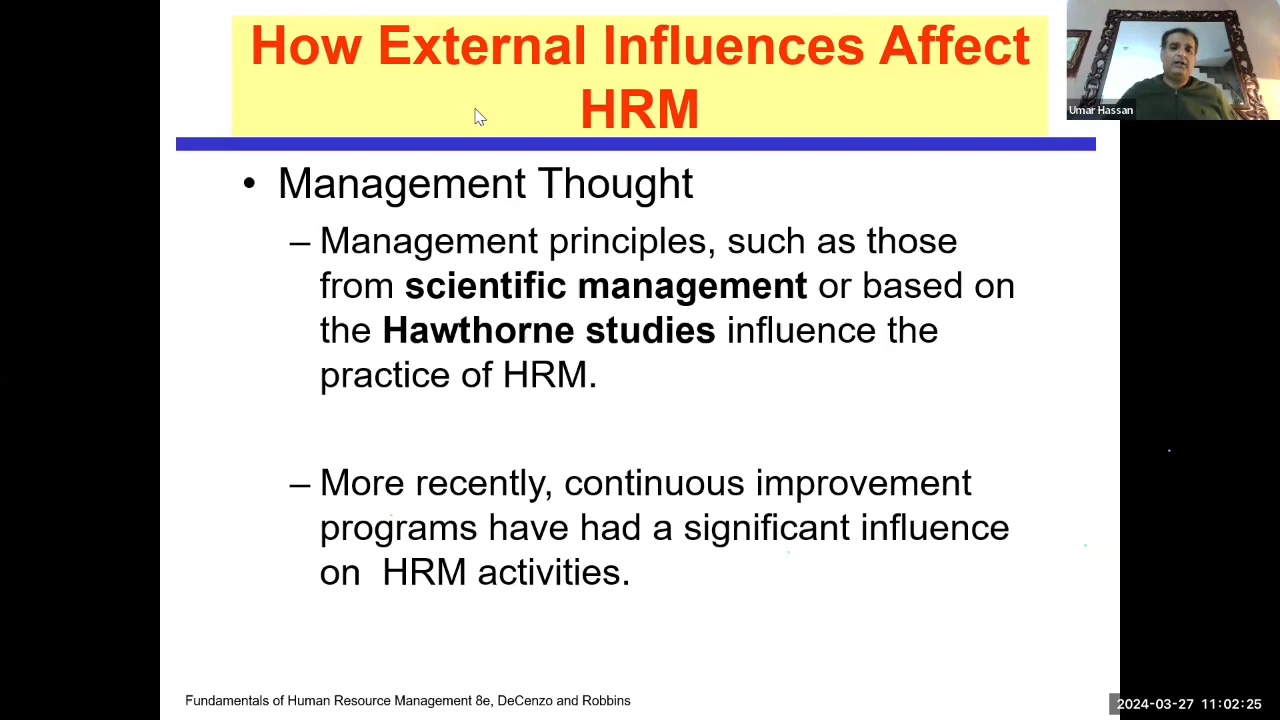 How External Influences Affect
HRM
Umar Hassan
• Management Thought
– Management principles, such as those
from scientific management or based on
the Hawthorne studies influence the
practice of HRM.
– More recently, continuous improvement
programs have had a significant influence
on HRM activities.
Fundamentals of Human Resource Management 8e, DeCenzo and Robbins
2024-03-27 11:02:25